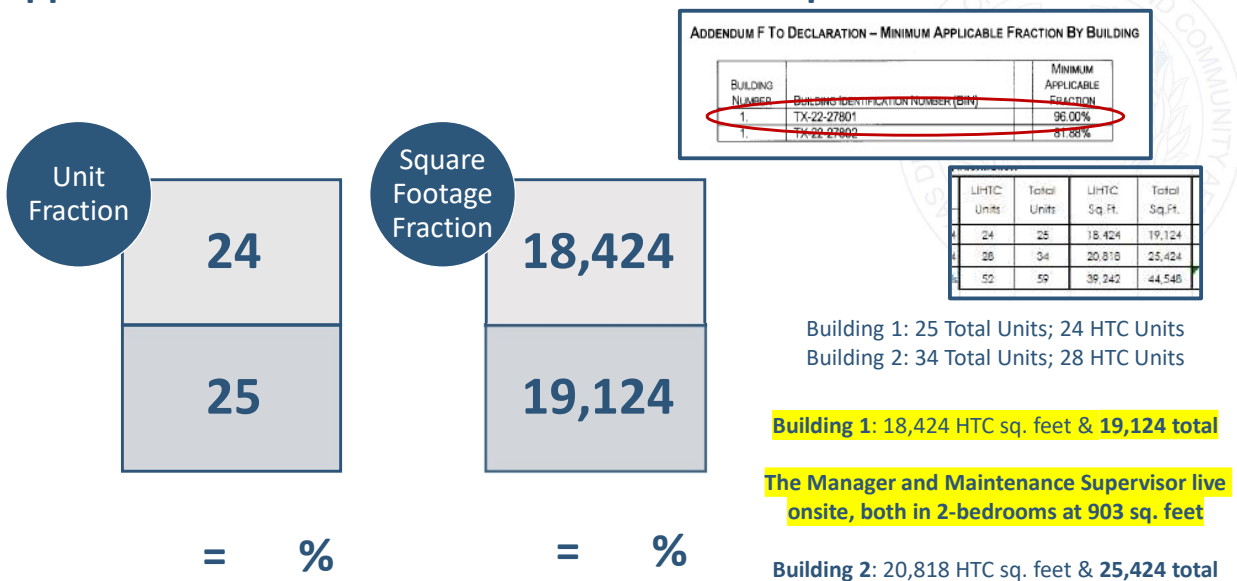 ADDENDUM F TO DECLARATION – MINIMUM APPLICABLE FRACTION BY BUILDING
BUILDING NUMBER BUILDING IDENTIFICATION NUMBER (BIN) MINIMUM APPLICABLE FRACTION
1. TX-22-27801 96.00%
1. TX-22-27802 81.88%
Unit
Fraction
24
25
= %
Square
Footage
Fraction
18,424
19,124
= %
LIHTC Units Total Units LIHTC Sq.Ft. Total Sq.Ft.
24 25 18,424 19,124
28 34 20,818 25,424
52 59 39,242 44,548
Building 1: 25 Total Units; 24 HTC Units
Building 2: 34 Total Units; 28 HTC Units
Building 1: 18,424 HTC sq. feet & 19,124 total
The Manager and Maintenance Supervisor live
onsite, both in 2-bedrooms at 903 sq. feet
Building 2: 20,818 HTC sq. feet & 25,424 total